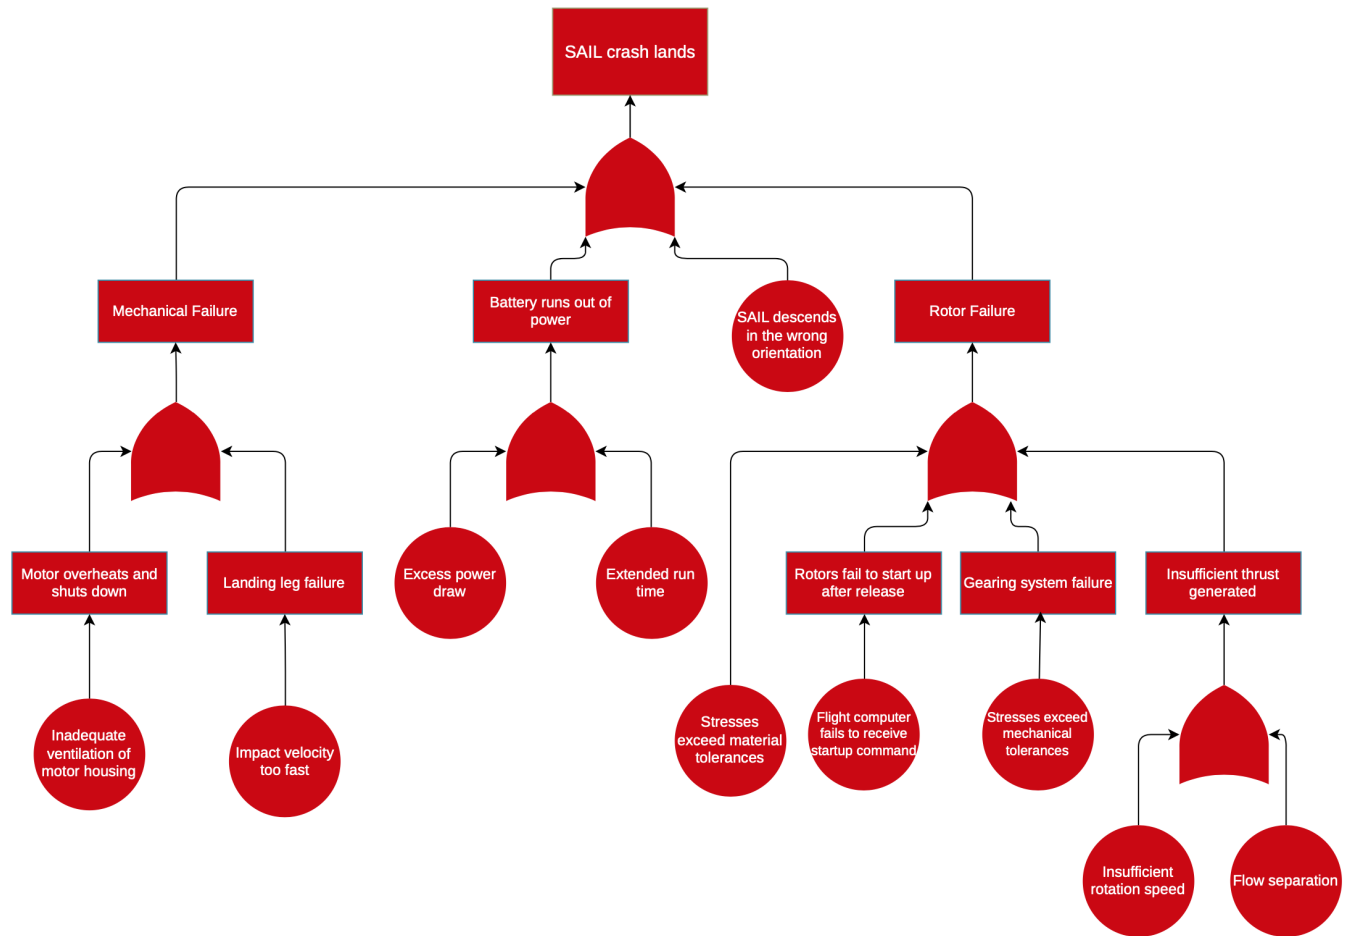 SAIL crash lands
Mechanical Failure
Battery runs out of
power
SAIL descends
in the wrong
orientation
Rotor Failure
Motor overheats and
shuts down
Landing leg failure
Excess power
draw
Extended run
time
Rotors fail to start up
after release
Gearing system failure
Insufficient thrust
generated
Inadequate
ventilation of
motor housing
Impact velocity
too fast
Stresses
exceed material
tolerances
Flight computer
fails to receive
startup command
Stresses exceed
mechanical
tolerances
Insufficient
rotation speed
Flow separation